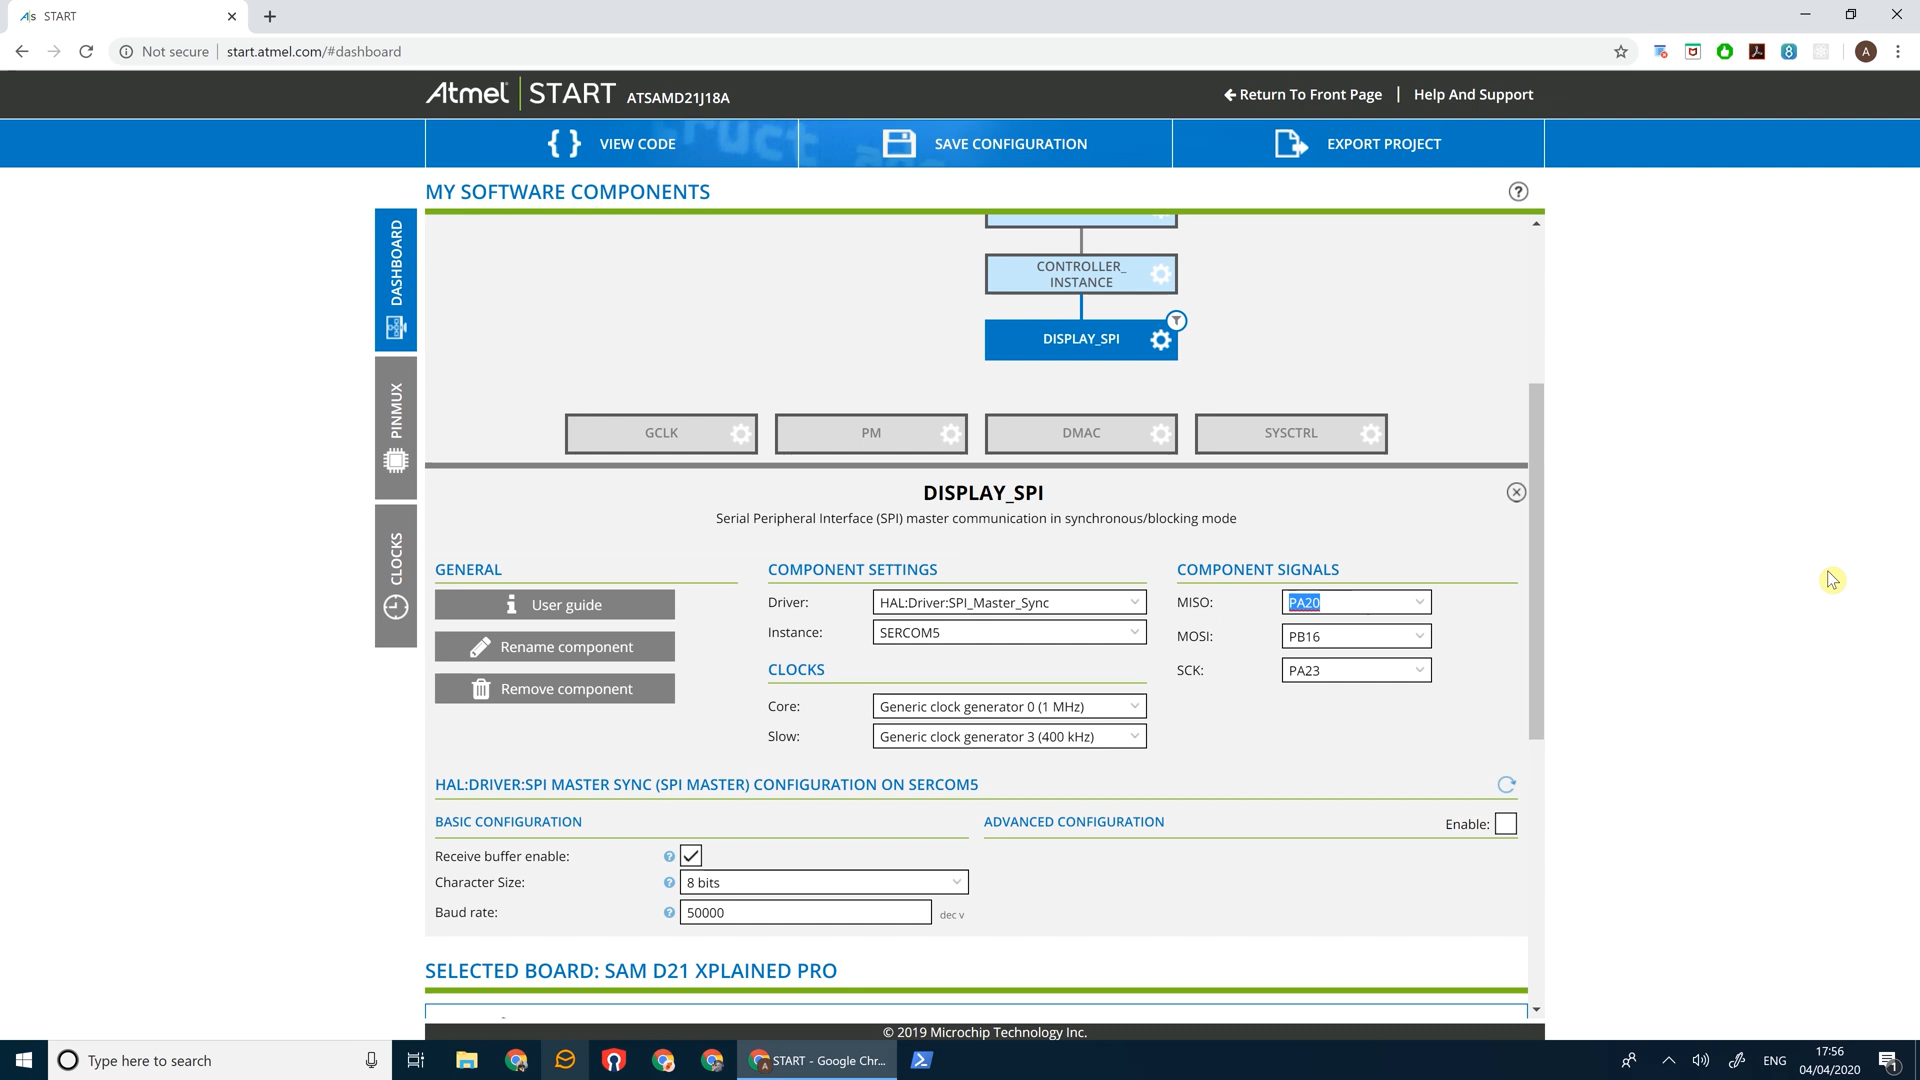 START
Not secure
start.atmel.com/#dashboard
A
Atmel START ATSAMD21J18A
Return To Front Page | Help And Support
VIEW CODE
SAVE CONFIGURATION
EXPORT PROJECT
MY SOFTWARE COMPONENTS
DASHBOARD
PINMUX
CLOCKS
CONTROLLER_
INSTANCE
DISPLAY_SPI
GCLK
PM
DMAC
SYSCTRL
DISPLAY_SPI
Serial Peripheral Interface (SPI) master communication in synchronous/blocking mode
GENERAL
User guide
Rename component
Remove component
COMPONENT SETTINGS
Driver: HAL:Driver:SPI_Master_Sync
Instance: SERCOM5
CLOCKS
Core: Generic clock generator 0 (1 MHz)
Slow: Generic clock generator 3 (400 kHz)
COMPONENT SIGNALS
MISO: PA20
MOSI: PB16
SCK: PA23
HAL:DRIVER:SPI MASTER SYNC (SPI MASTER) CONFIGURATION ON SERCOM5
BASIC CONFIGURATION
Receive buffer enable:
Character Size: 8 bits
Baud rate: 50000 dec v
ADVANCED CONFIGURATION
Enable:
SELECTED BOARD: SAM D21 XPLAINED PRO
© 2019 Microchip Technology Inc.
Type here to search
START - Google Chr...
ENG
17:56
04/04/2020
1